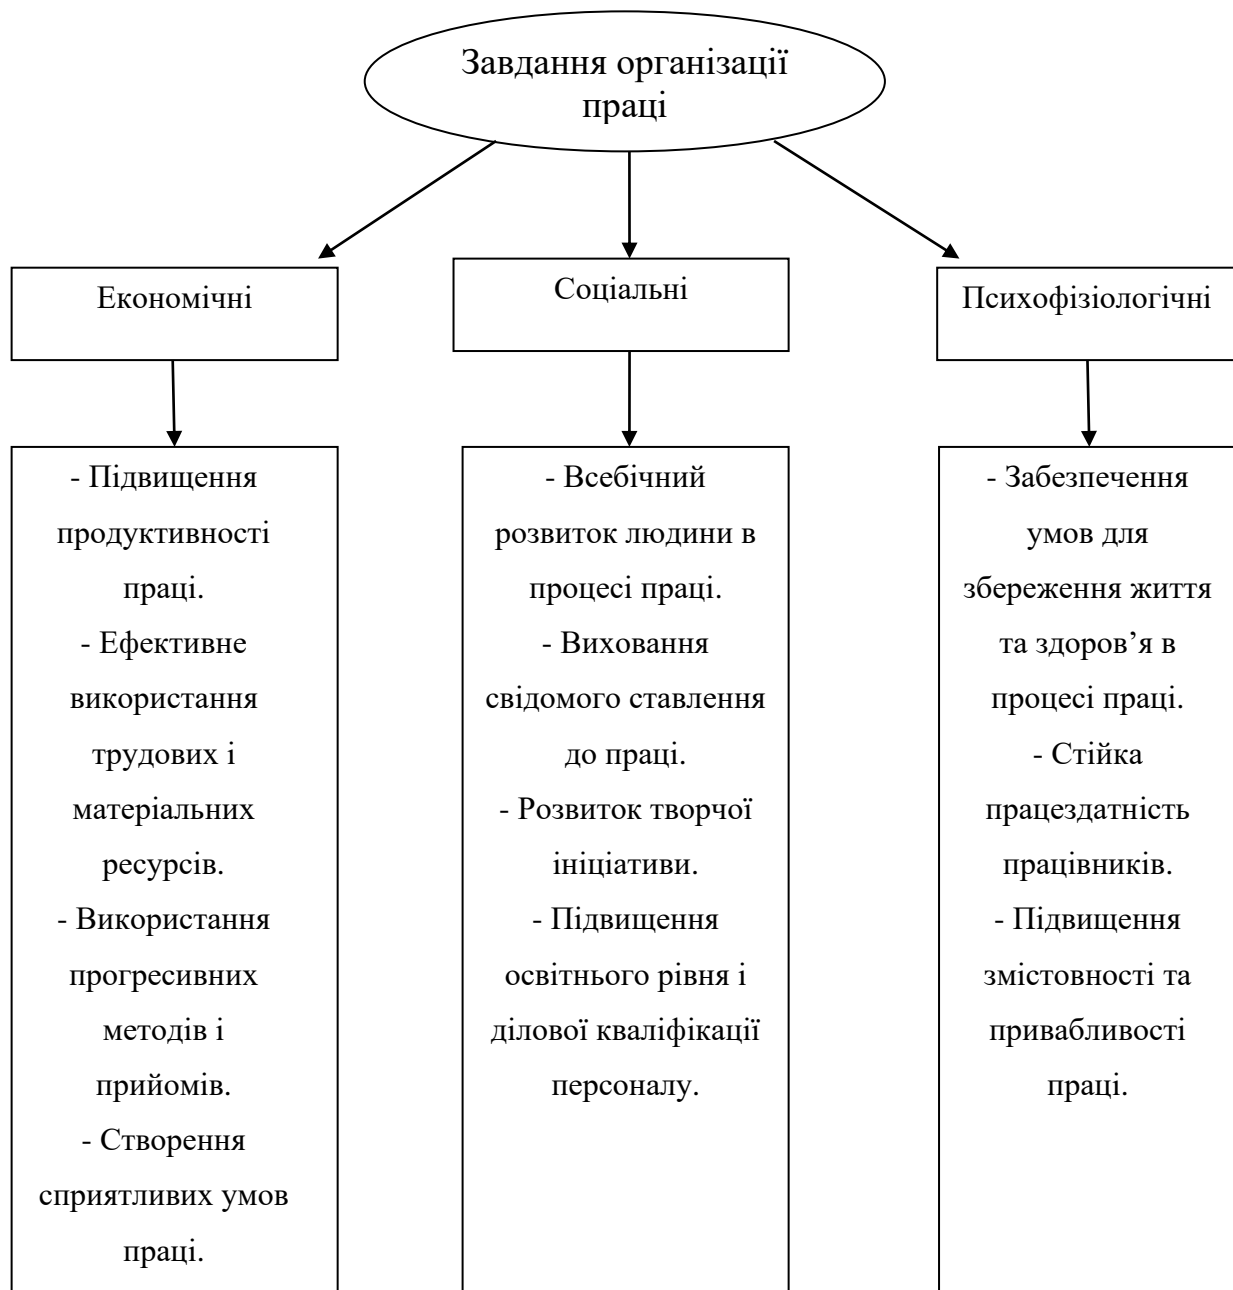 Завдання організації
праці
Економічні
Соціальні
Психофізіологічні
- Підвищення
продуктивності
праці.
- Ефективне
використання
трудових і
матеріальних
ресурсів.
- Використання
прогресивних
методів і
прийомів.
- Створення
сприятливих умов
праці.
- Всебічний
розвиток людини в
процесі праці.
- Виховання
свідомого ставлення
до праці.
- Розвиток творчої
ініціативи.
- Підвищення
освітнього рівня і
ділової кваліфікації
персоналу.
- Забезпечення
умов для
збереження життя
та здоров’я в
процесі праці.
- Стійка
працездатність
працівників.
- Підвищення
змістовності та
привабливості
праці.